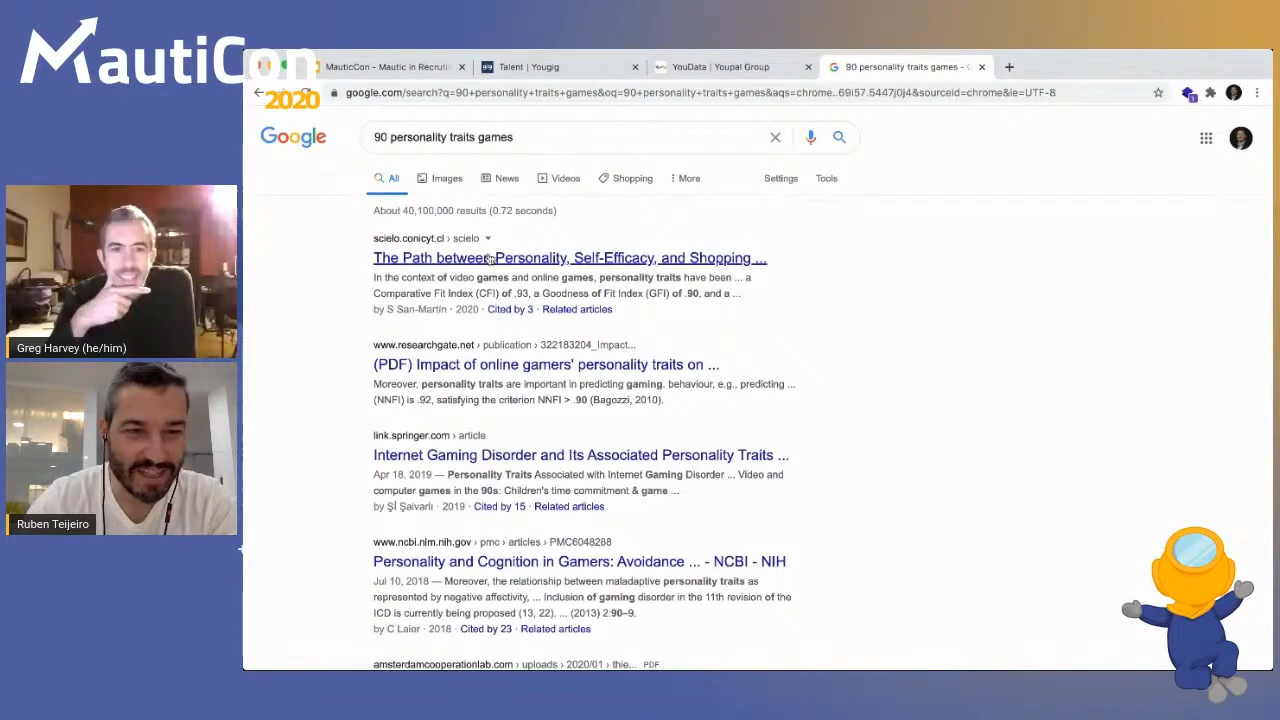 MautiCon
2020
MautiCon - Mautic in Recruti
Talent | Yougig
YouData | Youpal Group
90 personality traits games - G
google.com/search?q=90+personality+traits+games&oq=90+personality+traits+games&aqs=chrome..69i57.5447j0j4&sourceid=chrome&ie=UTF-8
Google
90 personality traits games
All
Images
News
Videos
Shopping
More
Settings
Tools
About 40,100,000 results (0.72 seconds)
scielo.conicyt.cl › scielo
The Path between Personality, Self-Efficacy, and Shopping ...
In the context of video games and online games, personality traits have been ... a
Comparative Fit Index (CFI) of .93, a Goodness of Fit Index (GFI) of .90, and a ...
by S San-Martín · 2020 · Cited by 3 · Related articles
www.researchgate.net › publication › 322183204_Impact...
(PDF) Impact of online gamers' personality traits on ...
Moreover, personality traits are important in predicting gaming. behaviour, e.g., predicting ...
(NNFI) is .92, satisfying the criterion NNFI > .90 (Bagozzi, 2010).
link.springer.com › article
Internet Gaming Disorder and Its Associated Personality Traits ...
Apr 18, 2019 — Personality Traits Associated with Internet Gaming Disorder ... Video and
computer games in the 90s: Children's time commitment & game ...
by Şİ Şalvarlı · 2019 · Cited by 15 · Related articles
www.ncbi.nlm.nih.gov › pmc › articles › PMC6048288
Personality and Cognition in Gamers: Avoidance ... - NCBI - NIH
Jul 10, 2018 — Moreover, the relationship between maladaptive personality traits as
represented by negative affectivity, ... Inclusion of gaming disorder in the 11th revision of the
ICD is currently being proposed (13, 22). ... (2013) 2:90–9.
by C Laier · 2018 · Cited by 23 · Related articles
amsterdamcooperationlab.com › uploads › 2020/01 › thie... PDF
Greg Harvey (he/him)
Ruben Teijeiro